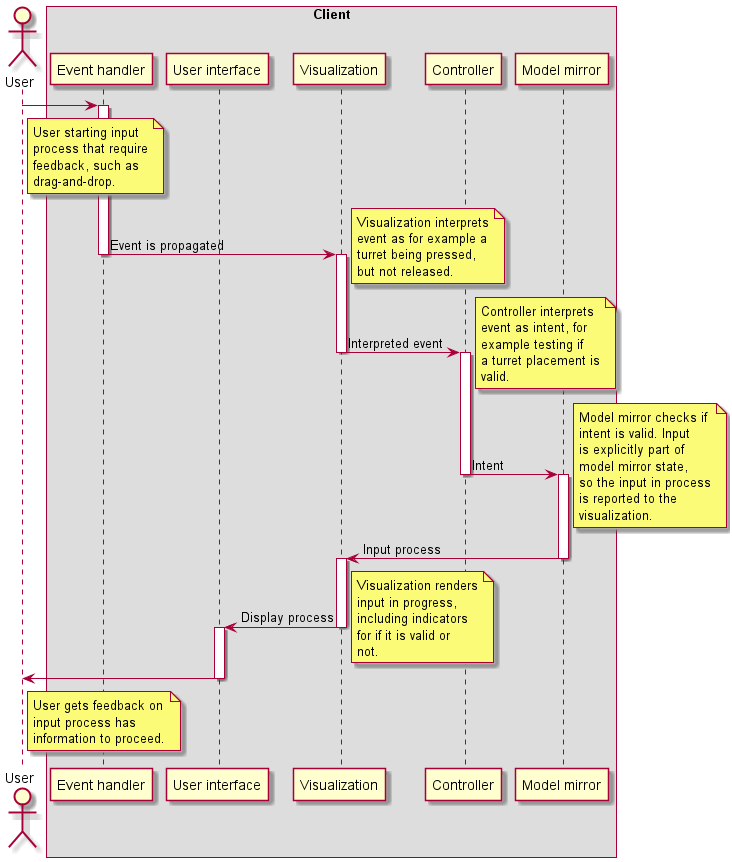 Client
User
Event handler
User interface
Visualization
Controller
Model mirror
User starting input
process that require
feedback, such as
drag-and-drop.
Event is propagated
Visualization interprets
event as for example a
turret being pressed,
but not released.
Interpreted event
Controller interprets
event as intent, for
example testing if
a turret placement is
valid.
Intent
Model mirror checks if
intent is valid. Input
is explicitly part of
model mirror state,
so the input in process
is reported to the
visualization.
Input process
Visualization renders
input in progress,
including indicators
for if it is valid or
not.
Display process
User gets feedback on
input process has
information to proceed.
User
Event handler
User interface
Visualization
Controller
Model mirror